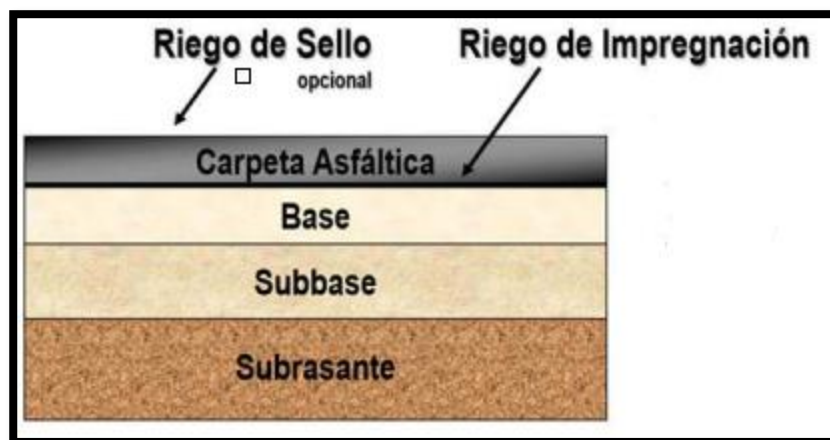 Riego de Sello
opcional
Riego de Impregnación
Carpeta Asfáltica
Base
Subbase
Subrasante